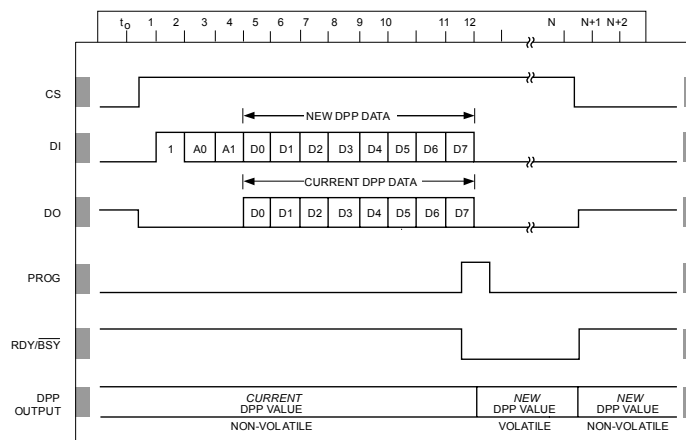 to 1 2 3 4 5 6 7 8 9 10 11 12 N N+1 N+2
CS
NEW DPP DATA
DI 1 A0 A1 D0 D1 D2 D3 D4 D5 D6 D7
CURRENT DPP DATA
DO D0 D1 D2 D3 D4 D5 D6 D7
PROG
RDY/BSY
DPP OUTPUT
CURRENT DPP VALUE
NON-VOLATILE
NEW DPP VALUE
VOLATILE
NEW DPP VALUE
NON-VOLATILE